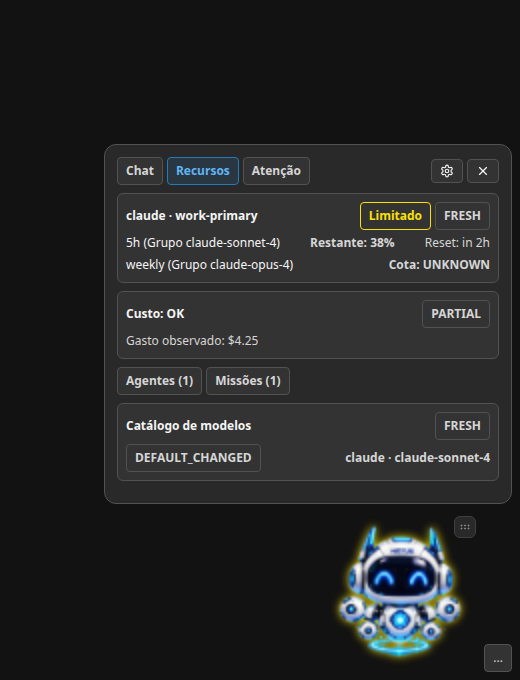 Chat Recursos Atenção
claude · work-primary Limitado FRESH
5h (Grupo claude-sonnet-4) Restante: 38% Reset: in 2h
weekly (Grupo claude-opus-4) Cota: UNKNOWN
Custo: OK PARTIAL
Gasto observado: $4.25
Agentes (1) Missões (1)
Catálogo de modelos FRESH
DEFAULT_CHANGED claude · claude-sonnet-4
...